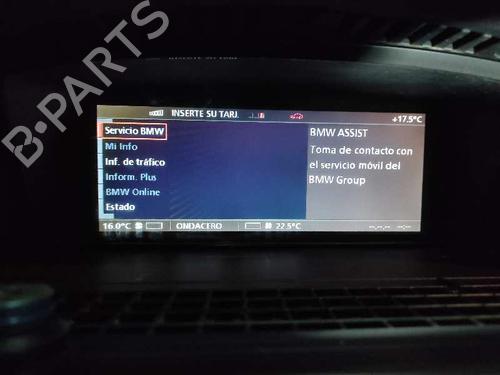 INSERTE SU TARJ.
+17.5°C
Servicio BMW
Mi Info
Inf. de tráfico
Inform. Plus
BMW Online
Estado
BMW ASSIST
Toma de contacto con
el servicio móvil del
BMW Group
16.0°C
ONDACERO
22.5°C
--.--.---- --:--
B-PARTS